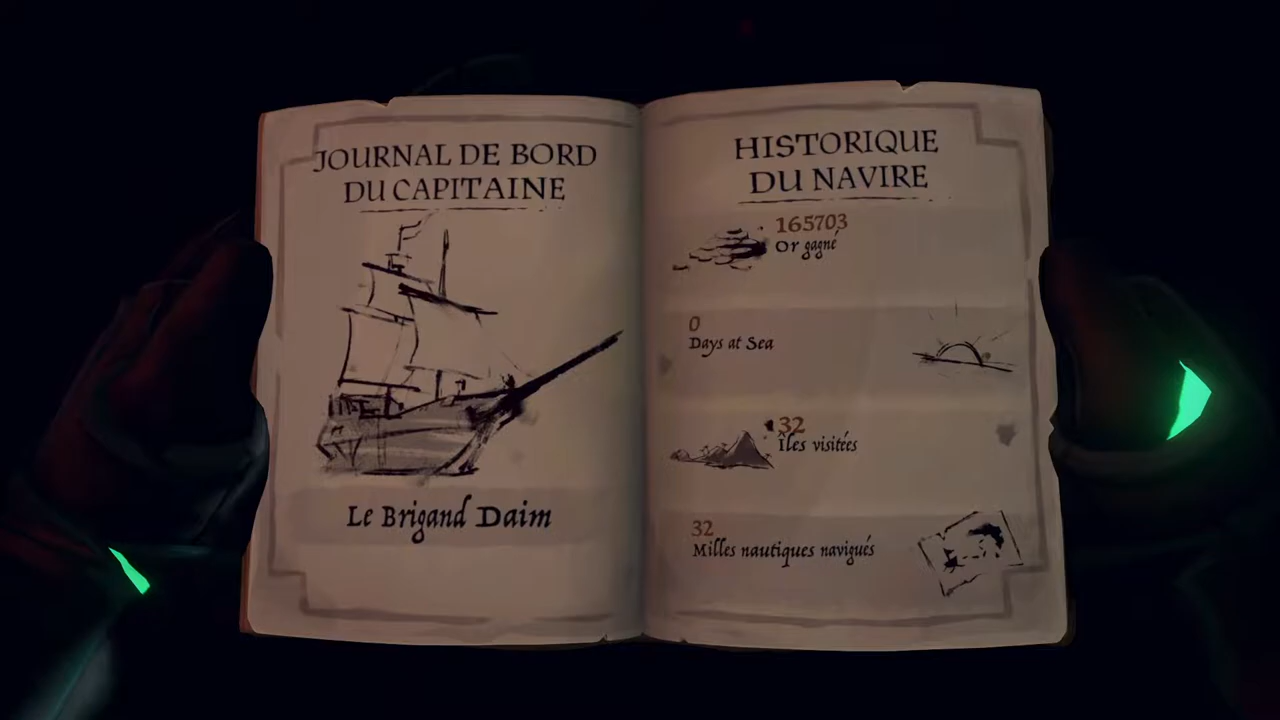 JOURNAL DE BORD
DU CAPITAINE
Le Brigand Daim
HISTORIQUE
DU NAVIRE
165703
Or gagné
0
Days at Sea
32
Îles visitées
32
Milles nautiques navigués